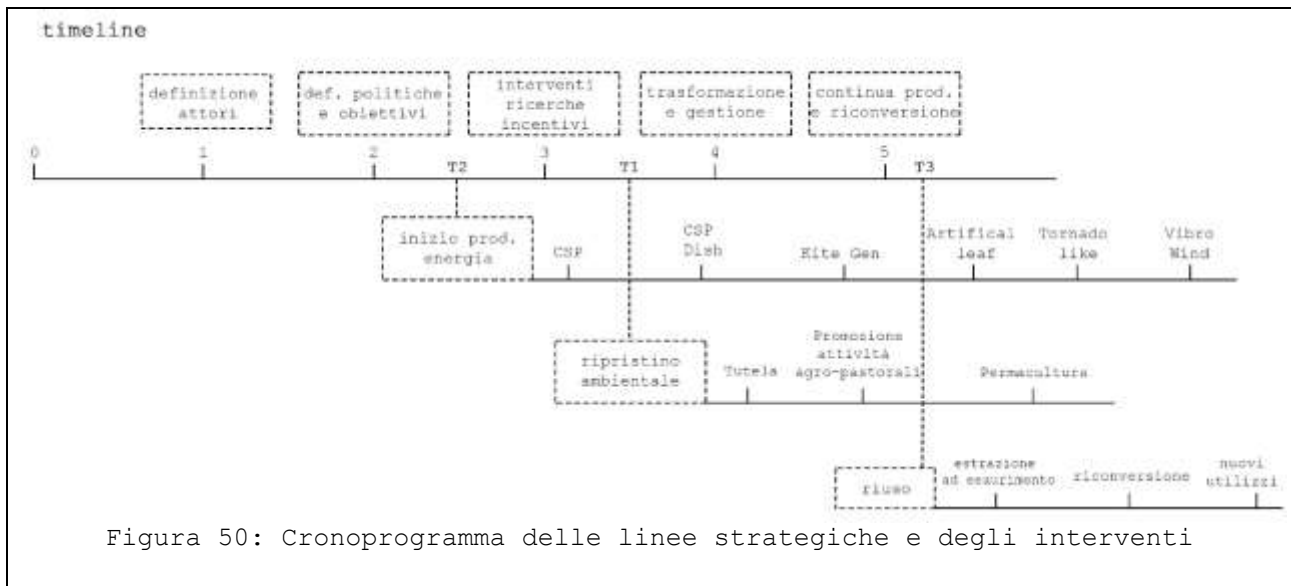 timeline
definizione
attori
def. politiche
e obiettivi
interventi
ricerche
incentivi
trasformazione
e gestione
continua prod.
e riconversione
0 1 2 3 4 5
T2 T1 T3
inizio prod.
energia
CSP
CSP
Dish
Kite Gen
Artifical
leaf
Tornado
like
Vibro
Wind
ripristino
ambientale
Tutela
Promozione
attività
agro-pastorali
Permacultura
riuso
estrazione
ad esaurimento
riconversione
nuovi
utilizzi
Figura 50: Cronoprogramma delle linee strategiche e degli interventi